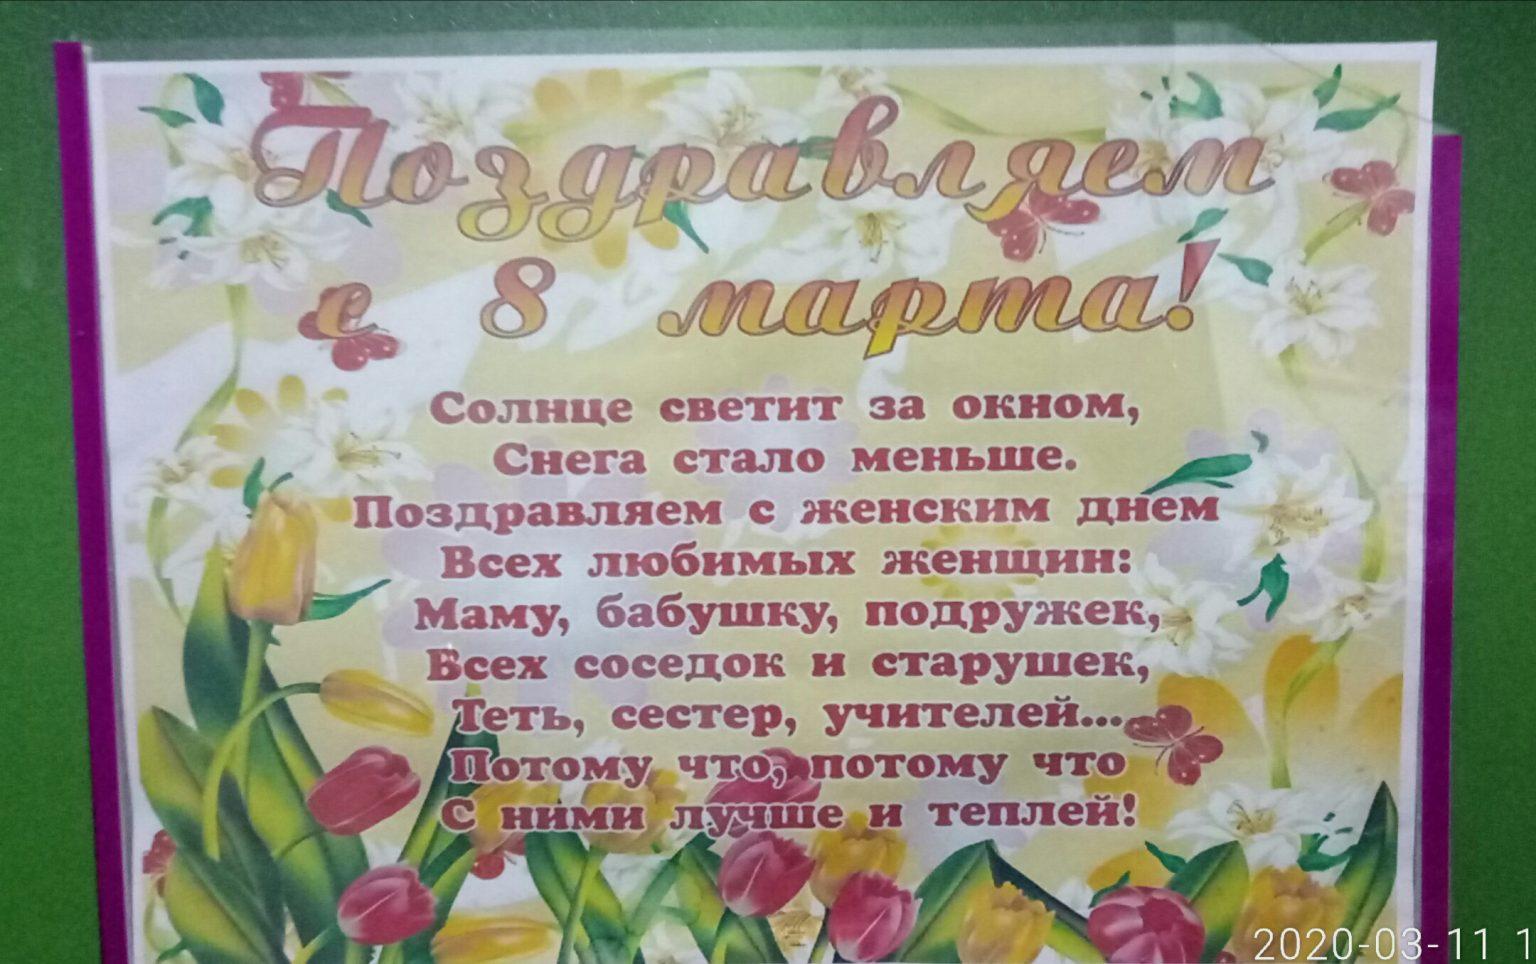 Поздравляем
с 8 марта!
Солнце светит за окном,
Снега стало меньше.
Поздравляем с женским днем
Всех любимых женщин:
Маму, бабушку, подружек,
Всех соседок и старушек,
Теть, сестер, учителей...
Потому что, потому что
С ними лучше и теплей!
2020-03-11 1